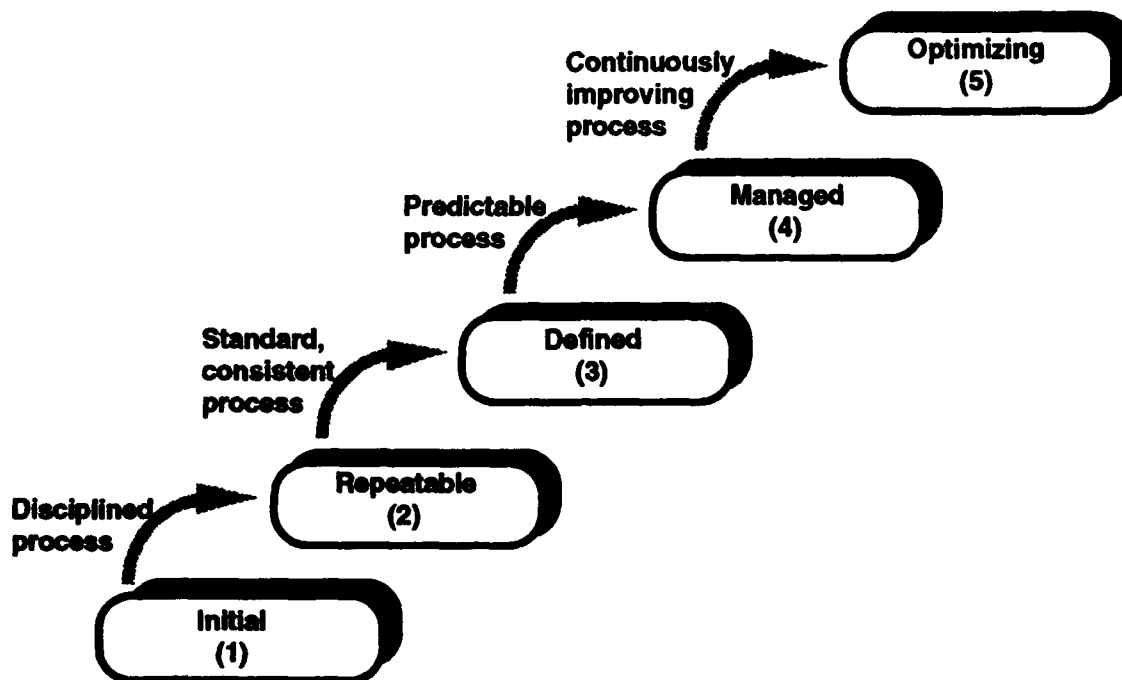 Optimizing
(5)
Continuously
improving
process
Managed
(4)
Predictable
process
Defined
(3)
Standard,
consistent
process
Repeatable
(2)
Disciplined
process
Initial
(1)